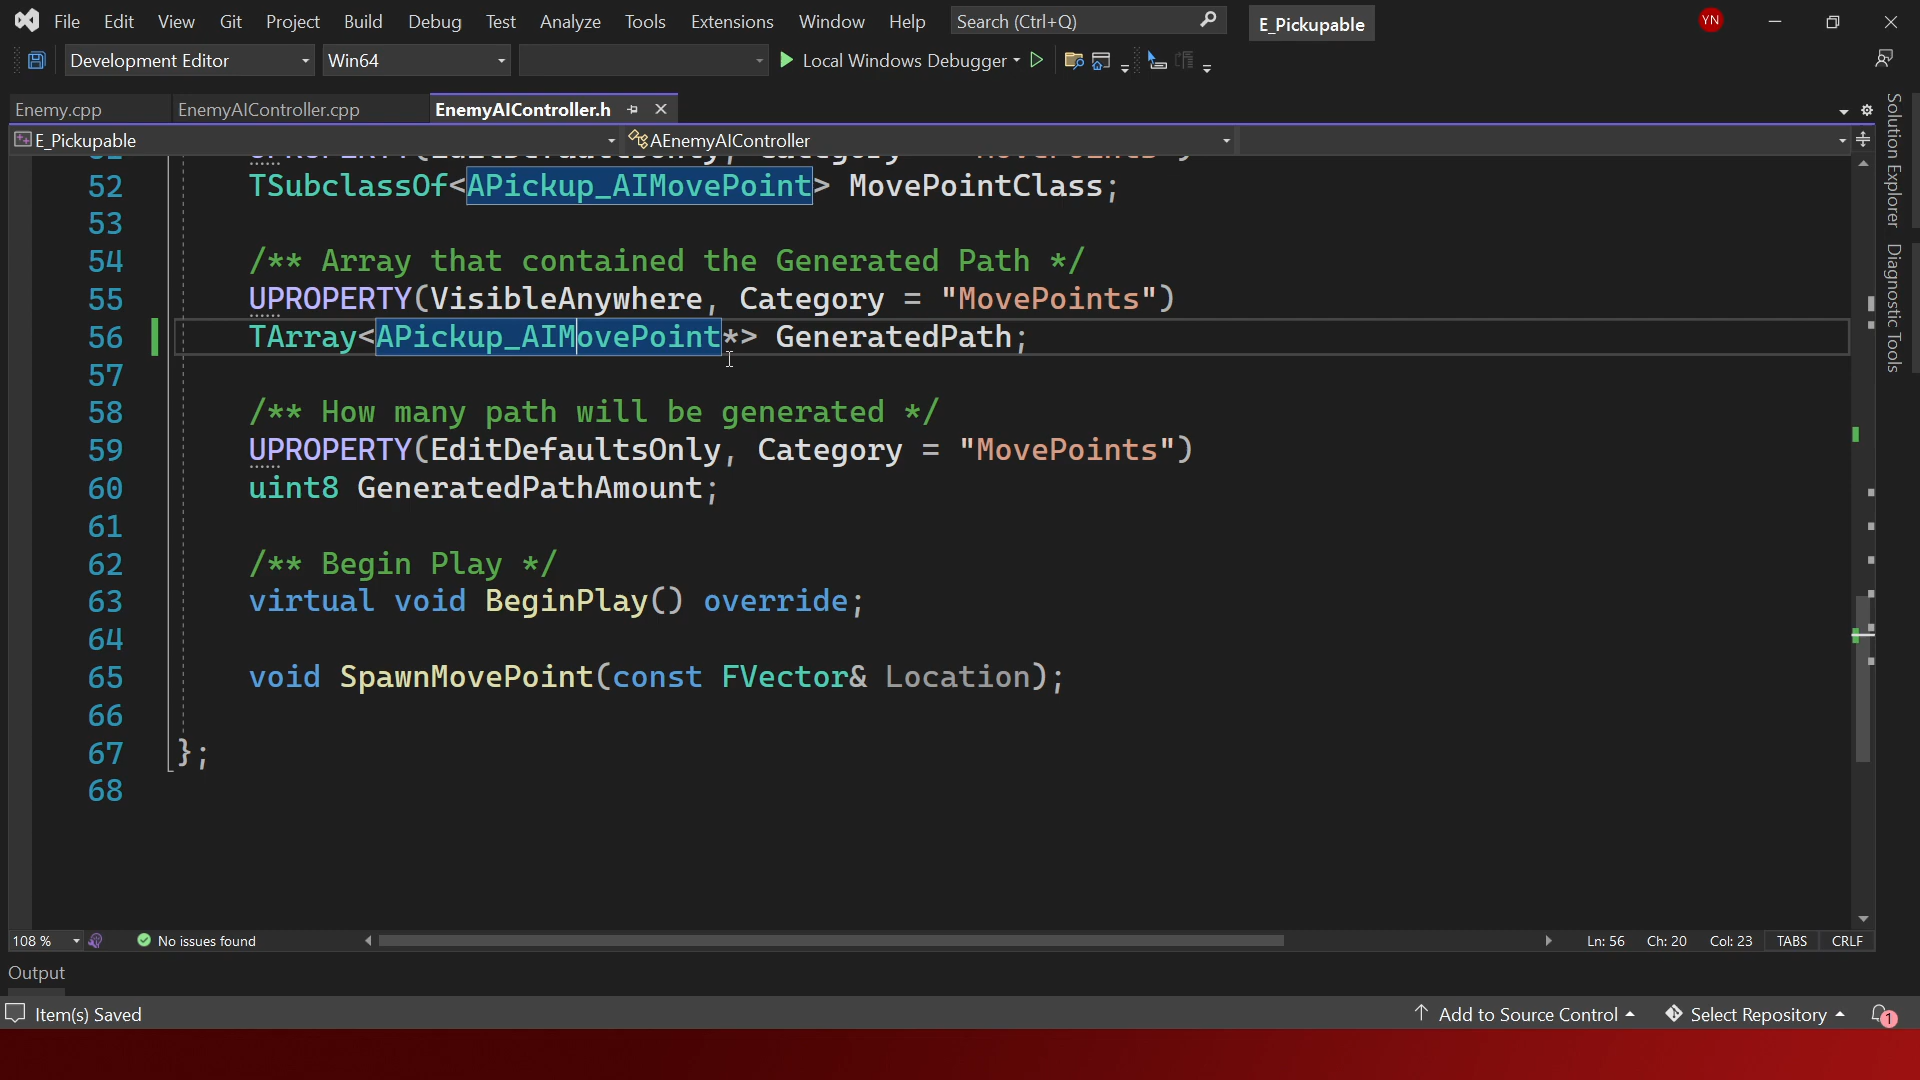 File Edit View Git Project Build Debug Test Analyze Tools Extensions Window Help Search (Ctrl+Q) E_Pickupable YN
Development Editor Win64 Local Windows Debugger
Enemy.cpp EnemyAIController.cpp EnemyAIController.h
E_Pickupable AEnemyAIController
52 TSubclassOf<APickup_AIMovePoint> MovePointClass;
53
54 /** Array that contained the Generated Path */
55 UPROPERTY(VisibleAnywhere, Category = "MovePoints")
56 TArray<APickup_AIMovePoint*> GeneratedPath;
57
58 /** How many path will be generated */
59 UPROPERTY(EditDefaultsOnly, Category = "MovePoints")
60 uint8 GeneratedPathAmount;
61
62 /** Begin Play */
63 virtual void BeginPlay() override;
64
65 void SpawnMovePoint(const FVector& Location);
66
67 };
68
Solution Explorer
Diagnostic Tools
108 % No issues found Ln: 56 Ch: 20 Col: 23 TABS CRLF
Output
Item(s) Saved Add to Source Control Select Repository 1